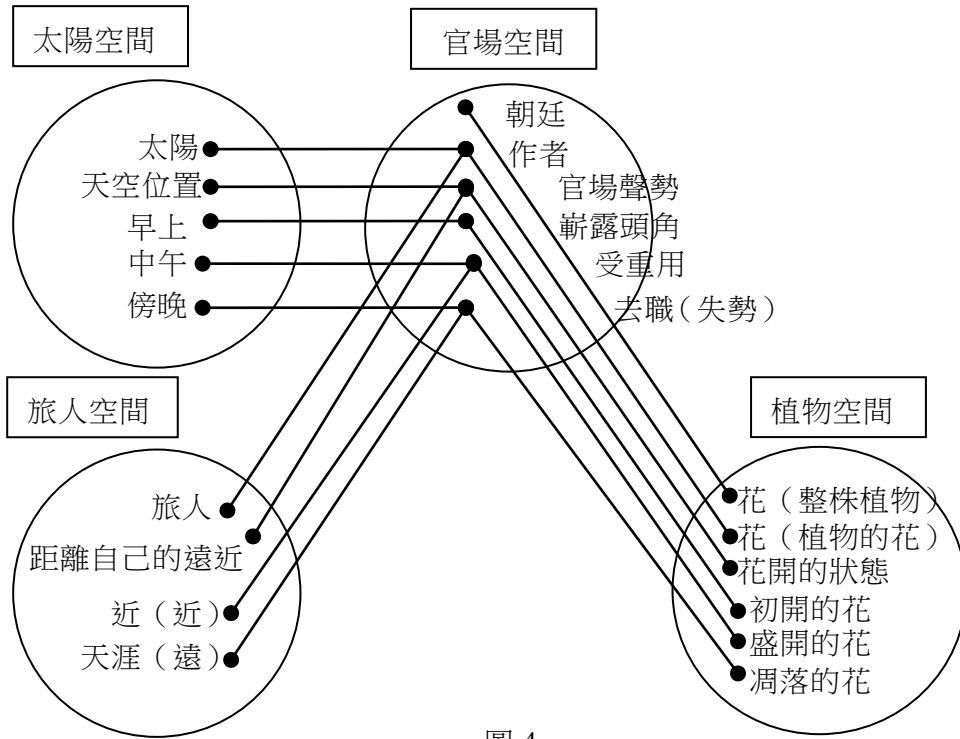 太陽空間
官場空間
太陽
天空位置
早上
中午
傍晚
朝廷
作者
官場聲勢
嶄露頭角
受重用
去職(失勢)
旅人空間
植物空間
旅人
距離自己的遠近
近(近)
天涯(遠)
花(整株植物)
花(植物的花)
花開的狀態
初開的花
盛開的花
凋落的花
圖 4